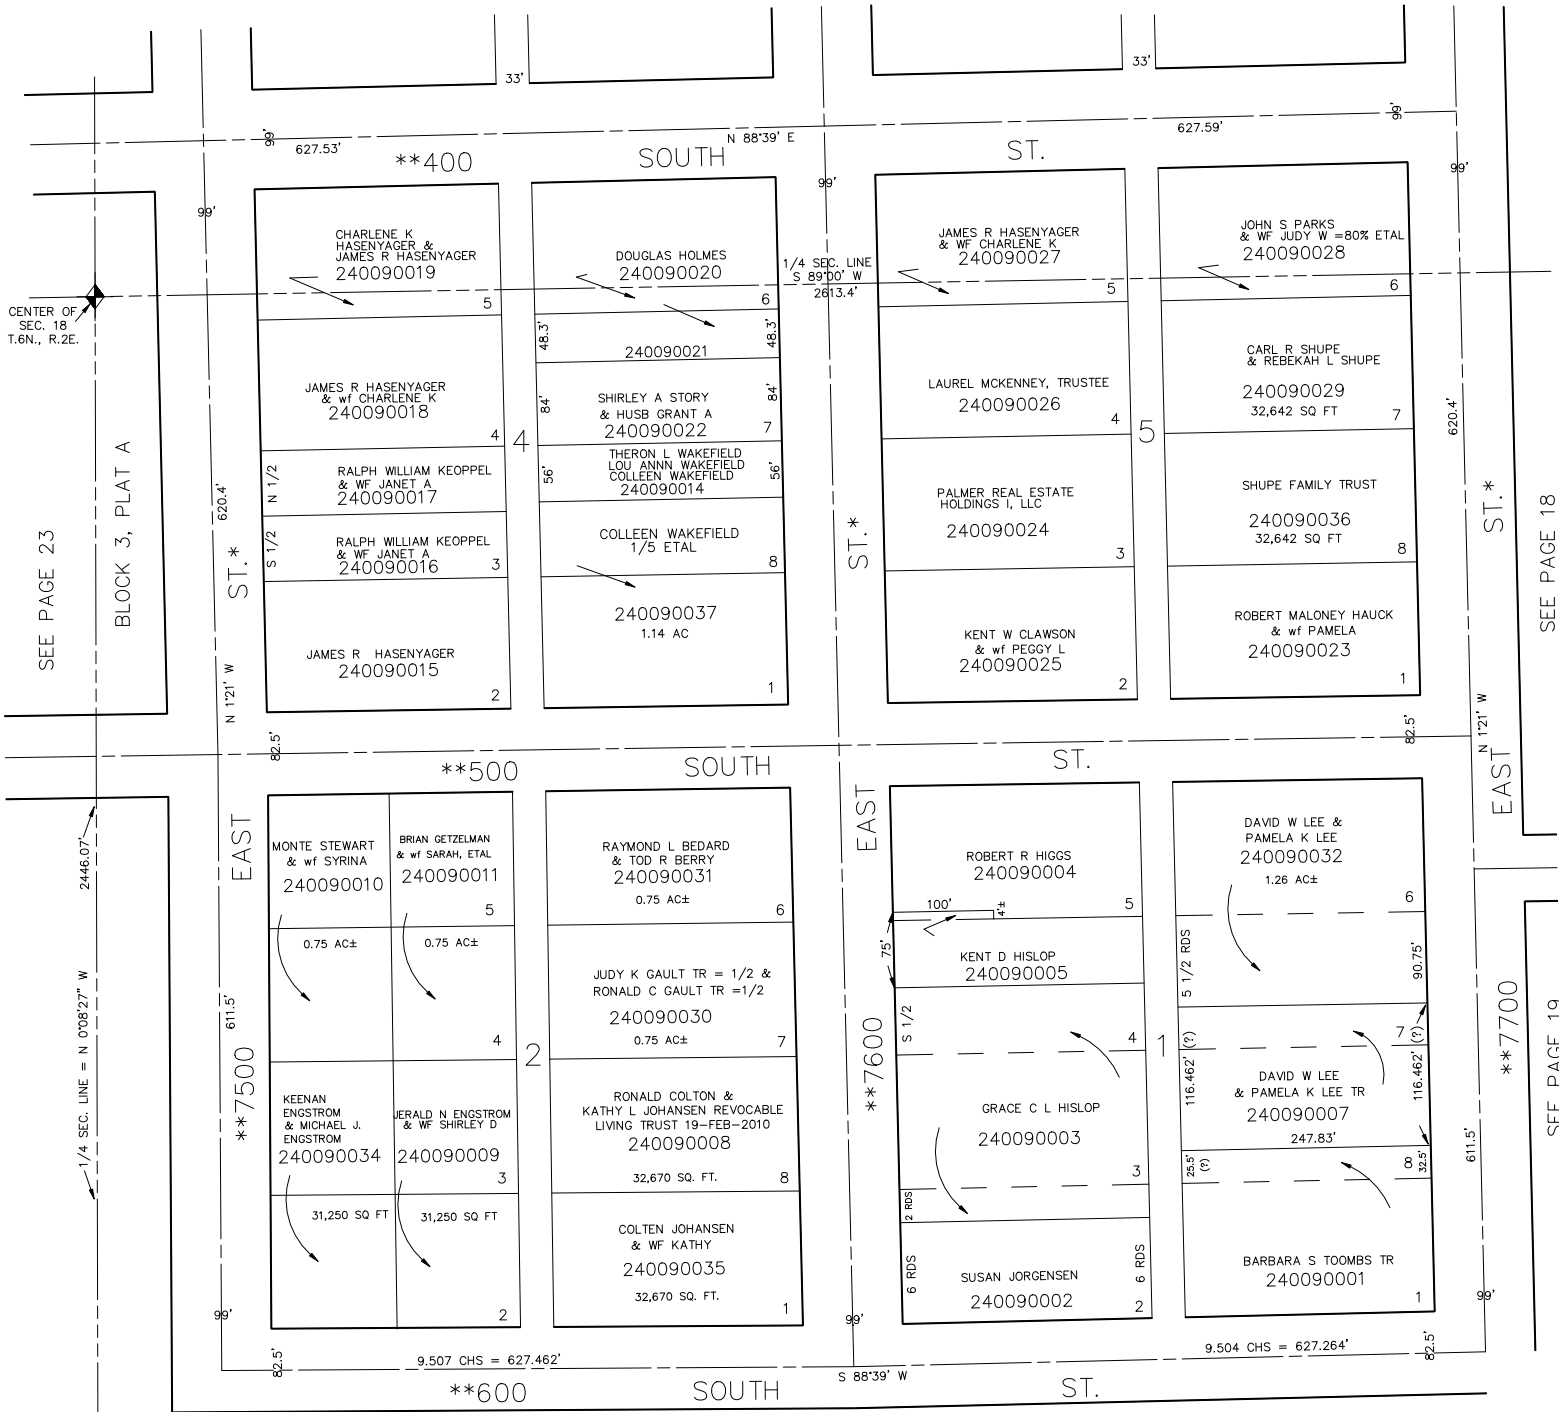 33'
33'
99'
627.53'
N 88°39' E
627.59'
99'
**400 SOUTH ST.
99'
99'
99'
CHARLENE K
HASENYAGER &
JAMES R HASENYAGER
240090019
5
DOUGLAS HOLMES
240090020
6
1/4 SEC. LINE
S 89°00' W
2613.4'
JAMES R HASENYAGER
& WF CHARLENE K
240090027
5
JOHN S PARKS
& WF JUDY W =80% ETAL
240090028
6
CENTER OF
SEC. 18
T.6N., R.2E.
48.3'
240090021
48.3'
JAMES R HASENYAGER
& wf CHARLENE K
240090018
4
4
84'
SHIRLEY A STORY
& HUSB GRANT A
240090022
84'
7
LAUREL MCKENNEY, TRUSTEE
240090026
4
5
CARL R SHUPE
& REBEKAH L SHUPE
240090029
32,642 SQ FT
7
620.4'
SEE PAGE 23
BLOCK 3, PLAT A
620.4'
N 1/2
RALPH WILLIAM KEOPPEL
& WF JANET A
240090017
56'
THERON L WAKEFIELD
LOU ANNN WAKEFIELD
COLLEEN WAKEFIELD
240090014
56'
S 1/2
RALPH WILLIAM KEOPPEL
& WF JANET A
240090016
3
COLLEEN WAKEFIELD
1/5 ETAL
8
PALMER REAL ESTATE
HOLDINGS I, LLC
240090024
3
SHUPE FAMILY TRUST
240090036
32,642 SQ FT
8
ST.*
ST.*
ST.*
SEE PAGE 18
JAMES R HASENYAGER
240090015
2
240090037
1.14 AC
1
KENT W CLAWSON
& wf PEGGY L
240090025
2
ROBERT MALONEY HAUCK
& wf PAMELA
240090023
1
N 1°21' W
N 1°21' W
82.5'
82.5'
**500 SOUTH ST.
EAST
EAST
EAST
2446.07'
MONTE STEWART
& wf SYRINA
240090010
0.75 AC±
BRIAN GETZELMAN
& wf SARAH, ETAL
240090011
5
0.75 AC±
4
RAYMOND L BEDARD
& TOD R BERRY
240090031
0.75 AC±
6
ROBERT R HIGGS
240090004
5
100'
4'±
DAVID W LEE &
PAMELA K LEE
240090032
1.26 AC±
6
75'
KENT D HISLOP
240090005
5 1/2 RDS
90.75'
JUDY K GAULT TR = 1/2 &
RONALD C GAULT TR =1/2
240090030
0.75 AC±
7
2
S 1/2
4
1
7
116.462' (?)
116.462' (?)
1/4 SEC. LINE = N 0°08'27" W
611.5'
**7500
**7600
**7700
SEE PAGE 19
KEENAN
ENGSTROM
& MICHAEL J.
ENGSTROM
240090034
31,250 SQ FT
JERALD N ENGSTROM
& WF SHIRLEY D
240090009
3
31,250 SQ FT
2
RONALD COLTON &
KATHY L JOHANSEN REVOCABLE
LIVING TRUST 19-FEB-2010
240090008
32,670 SQ. FT.
8
GRACE C L HISLOP
240090003
3
DAVID W LEE
& PAMELA K LEE TR
240090007
247.83'
25.5'
(?)
8
32.5'
611.5'
2 RDS
COLTEN JOHANSEN
& WF KATHY
240090035
32,670 SQ. FT.
1
6 RDS
SUSAN JORGENSEN
240090002
6 RDS
2
BARBARA S TOOMBS TR
240090001
1
99'
99'
99'
82.5'
9.507 CHS = 627.462'
S 88°39' W
9.504 CHS = 627.264'
82.5'
**600 SOUTH ST.